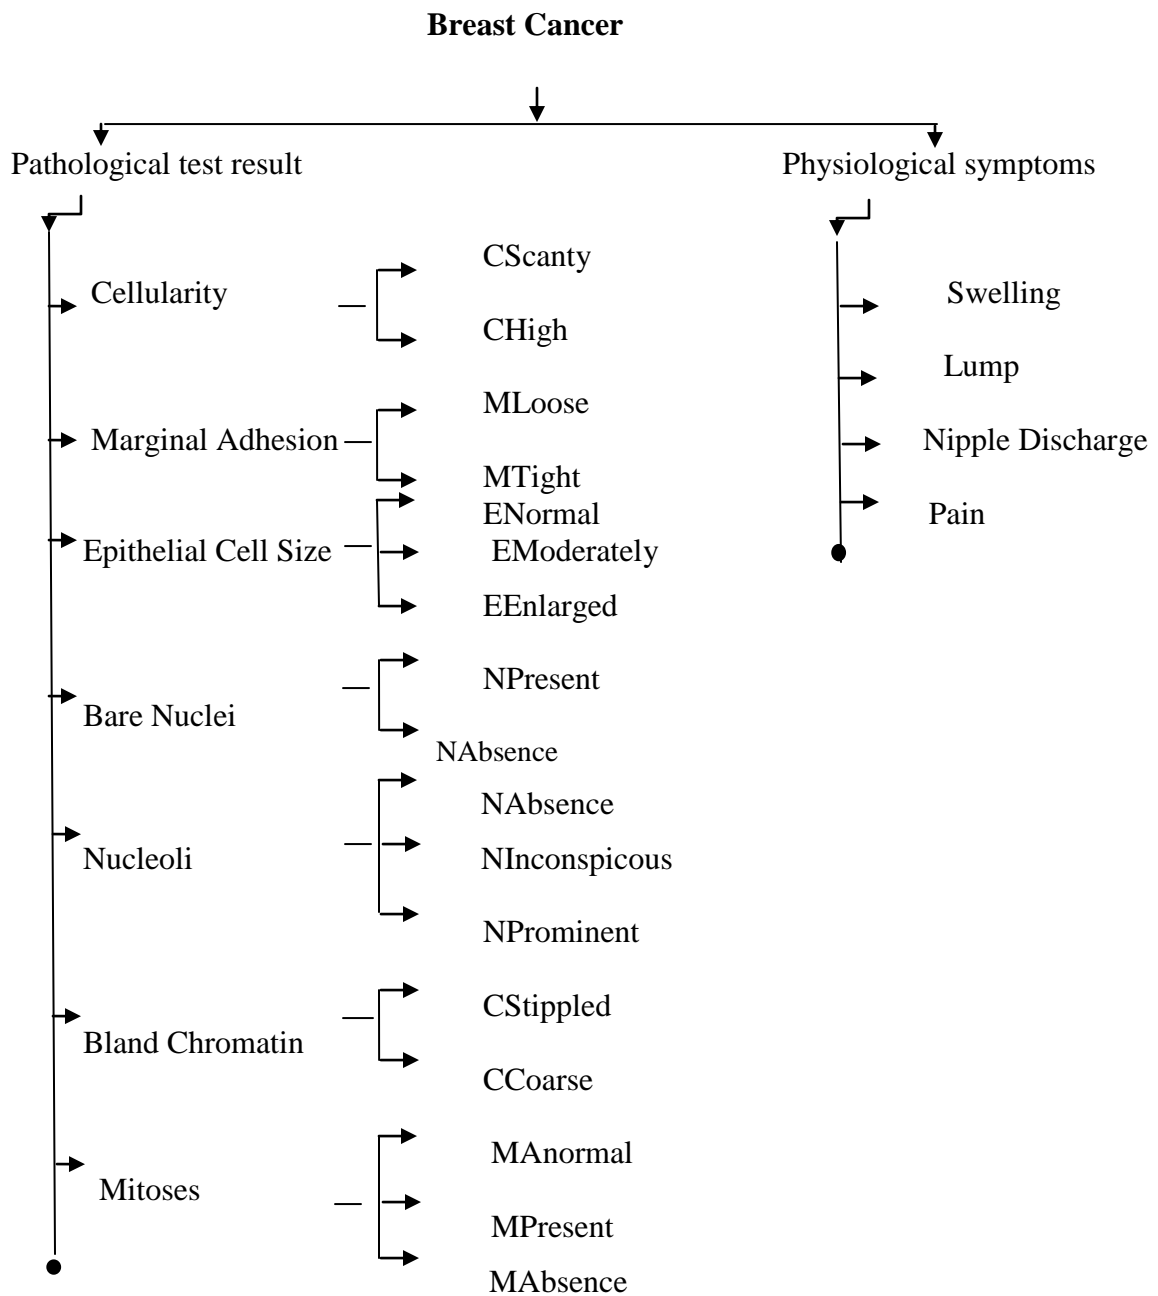 Breast Cancer
Pathological test result
Physiological symptoms
Cellularity
CScanty
CHigh
Marginal Adhesion
MLoose
MTight
Epithelial Cell Size
ENormal
EModerately
EEnlarged
Bare Nuclei
NPresent
NAbsence
Nucleoli
NAbsence
NInconspicous
NProminent
Bland Chromatin
CStippled
CCoarse
Mitoses
MAnormal
MPresent
MAbsence
Swelling
Lump
Nipple Discharge
Pain